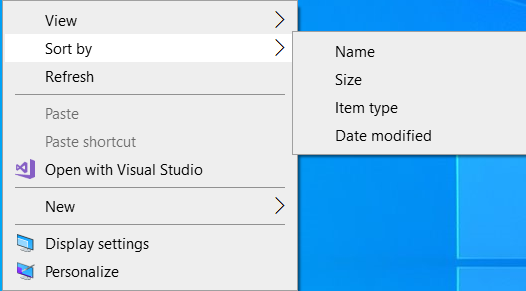 View
Sort by
Refresh
Paste
Paste shortcut
Open with Visual Studio
New
Display settings
Personalize
Name
Size
Item type
Date modified